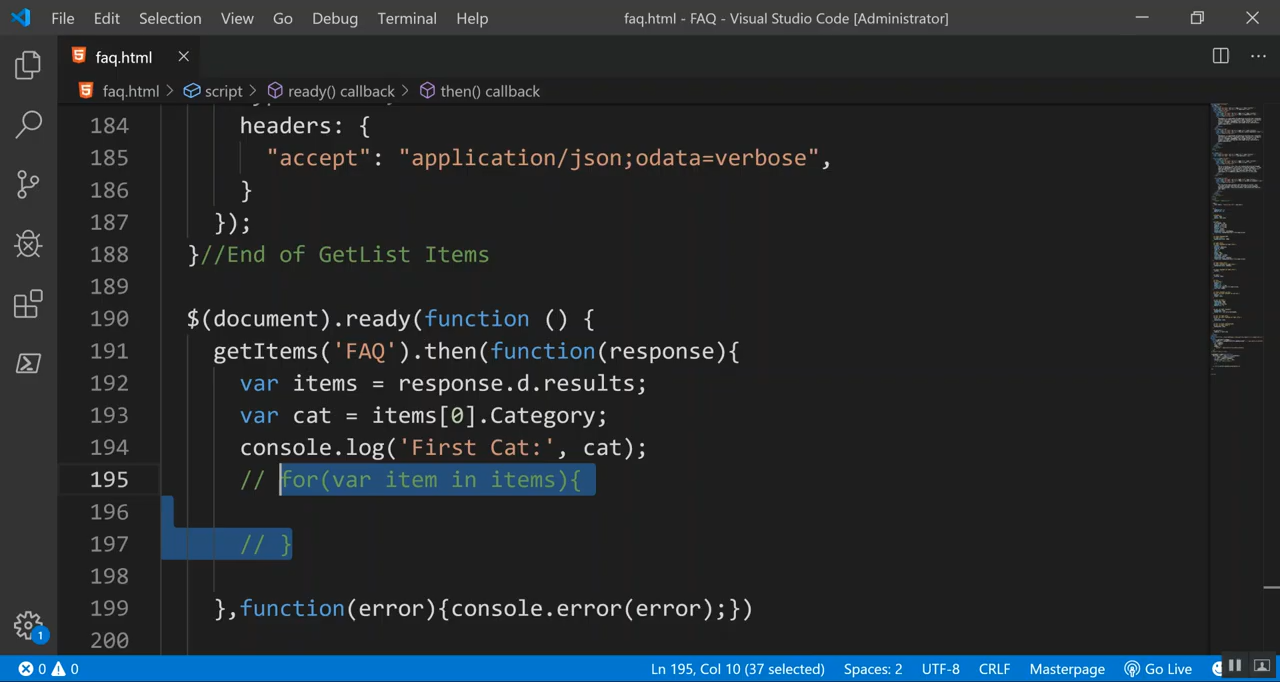 File Edit Selection View Go Debug Terminal Help faq.html - FAQ - Visual Studio Code [Administrator]
faq.html
faq.html script ready() callback then() callback
184 headers: {
185 "accept": "application/json;odata=verbose",
186 }
187 });
188 }//End of GetList Items
189
190 $(document).ready(function () {
191 getItems('FAQ').then(function(response){
192 var items = response.d.results;
193 var cat = items[0].Category;
194 console.log('First Cat:', cat);
195 // for(var item in items){
196
197 // }
198
199 },function(error){console.error(error);})
200
1 0 0 Ln 195, Col 10 (37 selected) Spaces: 2 UTF-8 CRLF Masterpage Go Live